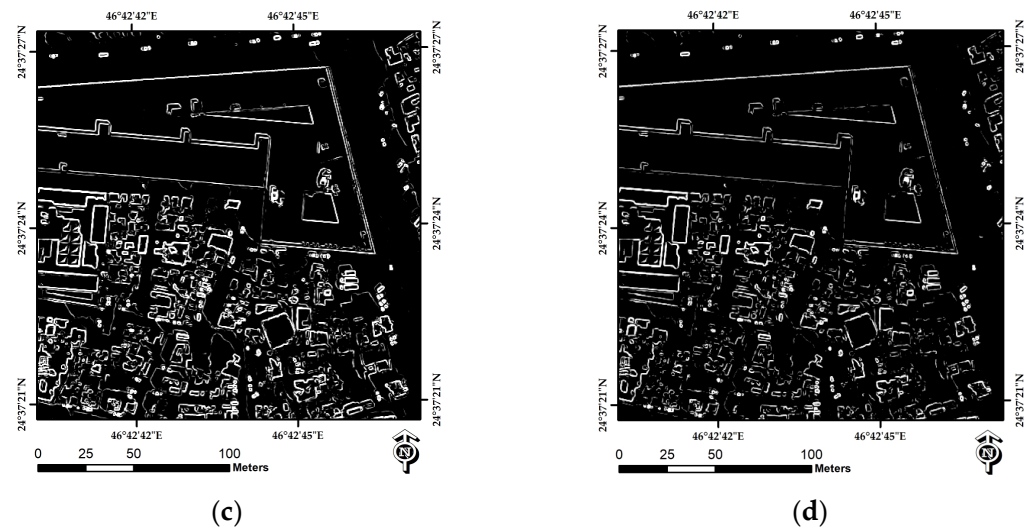 46°42'42"E 46°42'45"E 46°42'42"E 46°42'45"E
24°37'27"N 24°37'27"N 24°37'27"N 24°37'27"N
24°37'24"N 24°37'24"N 24°37'24"N 24°37'24"N
24°37'21"N 24°37'21"N 24°37'21"N 24°37'21"N
46°42'42"E 46°42'45"E 46°42'42"E 46°42'45"E
N N
0 25 50 100 0 25 50 100
Meters Meters
(c) (d)